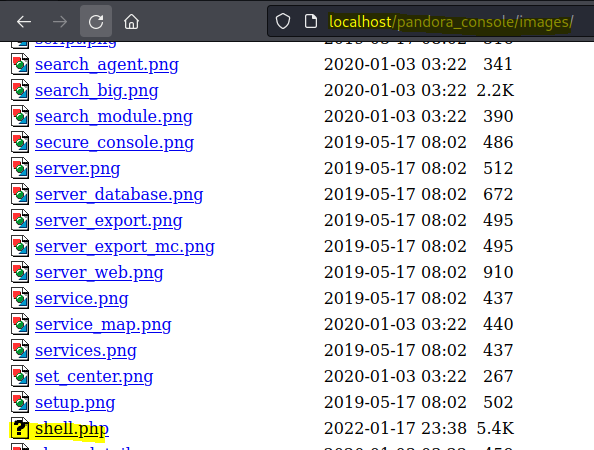 localhost/pandora_console/images/
search_agent.png 2020-01-03 03:22 341
search_big.png 2020-01-03 03:22 2.2K
search_module.png 2020-01-03 03:22 390
secure_console.png 2019-05-17 08:02 486
server.png 2019-05-17 08:02 512
server_database.png 2019-05-17 08:02 672
server_export.png 2019-05-17 08:02 495
server_export_mc.png 2019-05-17 08:02 495
server_web.png 2019-05-17 08:02 910
service.png 2019-05-17 08:02 437
service_map.png 2020-01-03 03:22 440
services.png 2019-05-17 08:02 437
set_center.png 2020-01-03 03:22 267
setup.png 2019-05-17 08:02 502
shell.php 2022-01-17 23:38 5.4K